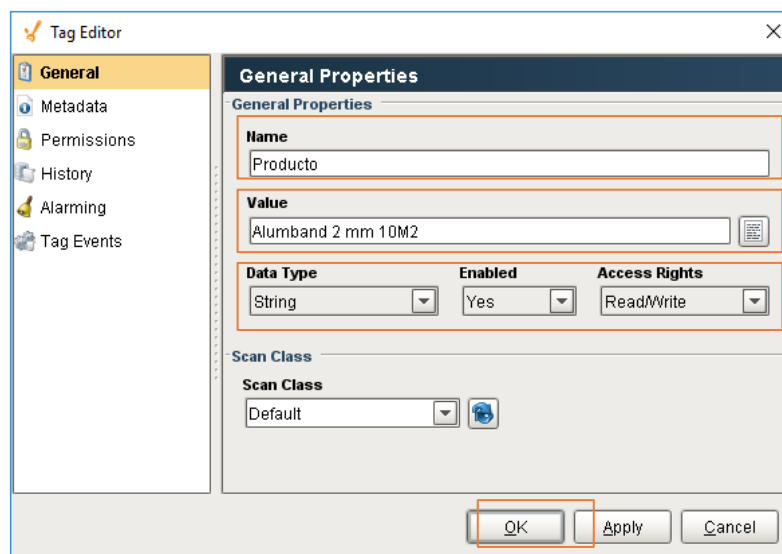 Tag Editor
General
Metadata
Permissions
History
Alarming
Tag Events
General Properties
General Properties
Name
Producto
Value
Alumband 2 mm 10M2
Data Type Enabled Access Rights
String Yes Read/Write
Scan Class
Scan Class
Default
OK Apply Cancel